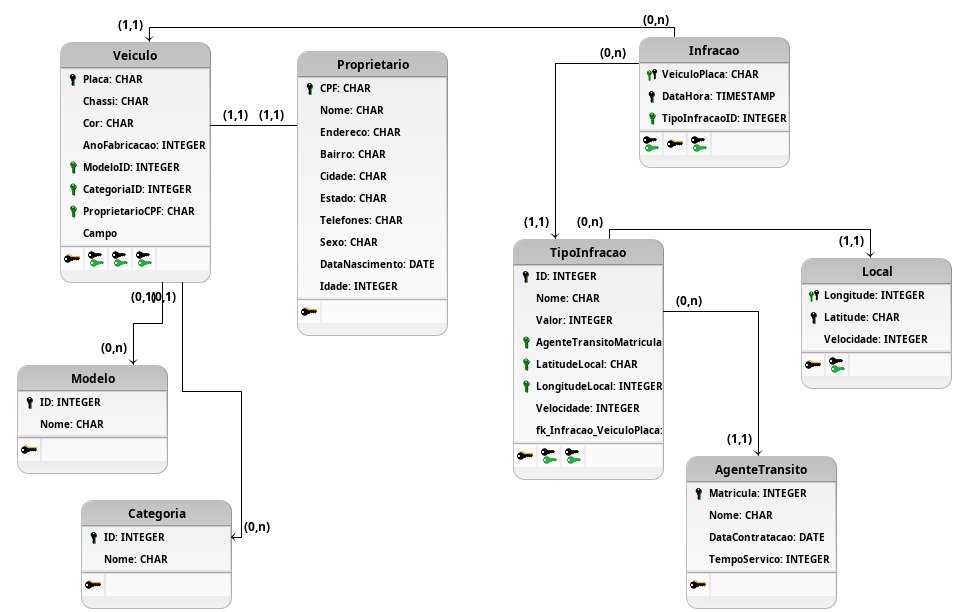 (0,n)
(1,1)
Veiculo
Placa: CHAR
Chassi: CHAR
Cor: CHAR
AnoFabricacao: INTEGER
ModeloID: INTEGER
CategoriaID: INTEGER
ProprietarioCPF: CHAR
Campo
(1,1) (1,1)
Proprietario
CPF: CHAR
Nome: CHAR
Endereco: CHAR
Bairro: CHAR
Cidade: CHAR
Estado: CHAR
Telefones: CHAR
Sexo: CHAR
DataNascimento: DATE
Idade: INTEGER
(0,n)
Infracao
VeiculoPlaca: CHAR
DataHora: TIMESTAMP
TipoInfracaoID: INTEGER
(1,1)
(0,n)
TipoInfracao
ID: INTEGER
Nome: CHAR
Valor: INTEGER
AgenteTransitoMatricula
LatitudeLocal: CHAR
LongitudeLocal: INTEGER
Velocidade: INTEGER
fk_Infracao_VeiculoPlaca:
(1,1)
Local
Longitude: INTEGER
Latitude: CHAR
Velocidade: INTEGER
(0,n)
(1,1)
AgenteTransito
Matricula: INTEGER
Nome: CHAR
DataContratacao: DATE
TempoServico: INTEGER
(0,1)
(0,1)
(0,n)
Modelo
ID: INTEGER
Nome: CHAR
Categoria
ID: INTEGER
Nome: CHAR
(0,n)